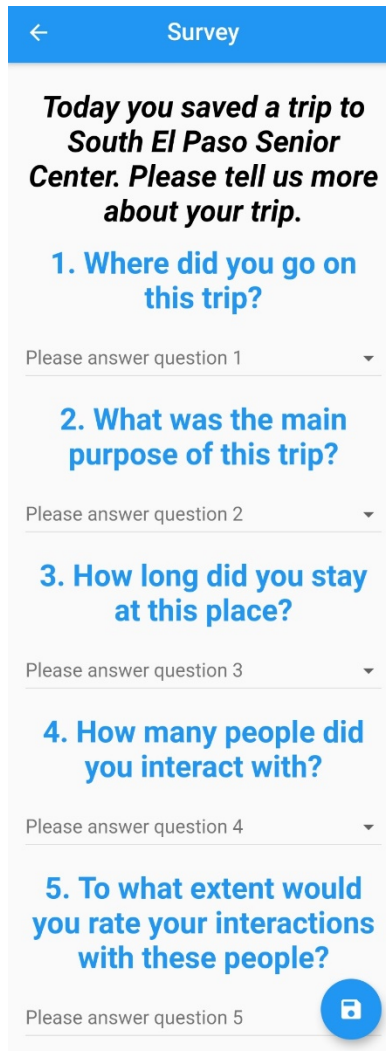 Survey
Today you saved a trip to
South El Paso Senior
Center. Please tell us more
about your trip.
1. Where did you go on
this trip?
Please answer question 1
2. What was the main
purpose of this trip?
Please answer question 2
3. How long did you stay
at this place?
Please answer question 3
4. How many people did
you interact with?
Please answer question 4
5. To what extent would
you rate your interactions
with these people?
Please answer question 5